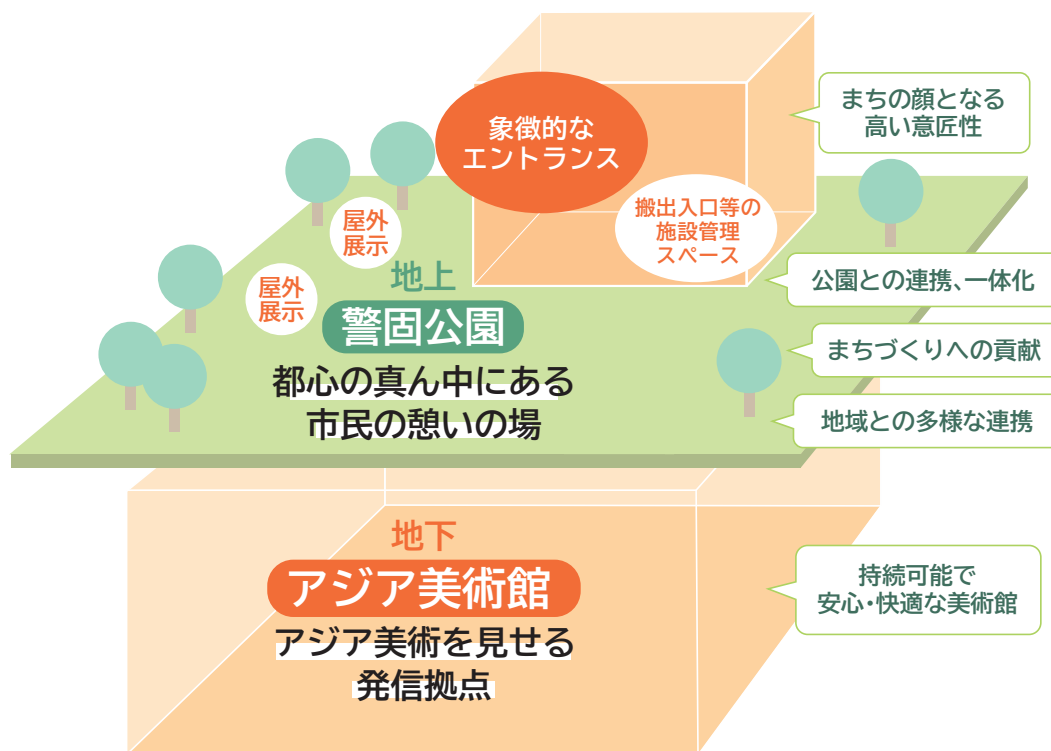 まちの顔となる
高い意匠性
象徴的な
エントランス
搬出入口等の
施設管理
スペース
屋外
展示
屋外
展示
地上
警固公園
都心の真ん中にある
市民の憩いの場
公園との連携、一体化
まちづくりへの貢献
地域との多様な連携
地下
アジア美術館
アジア美術を見せる
発信拠点
持続可能で
安心・快適な美術館